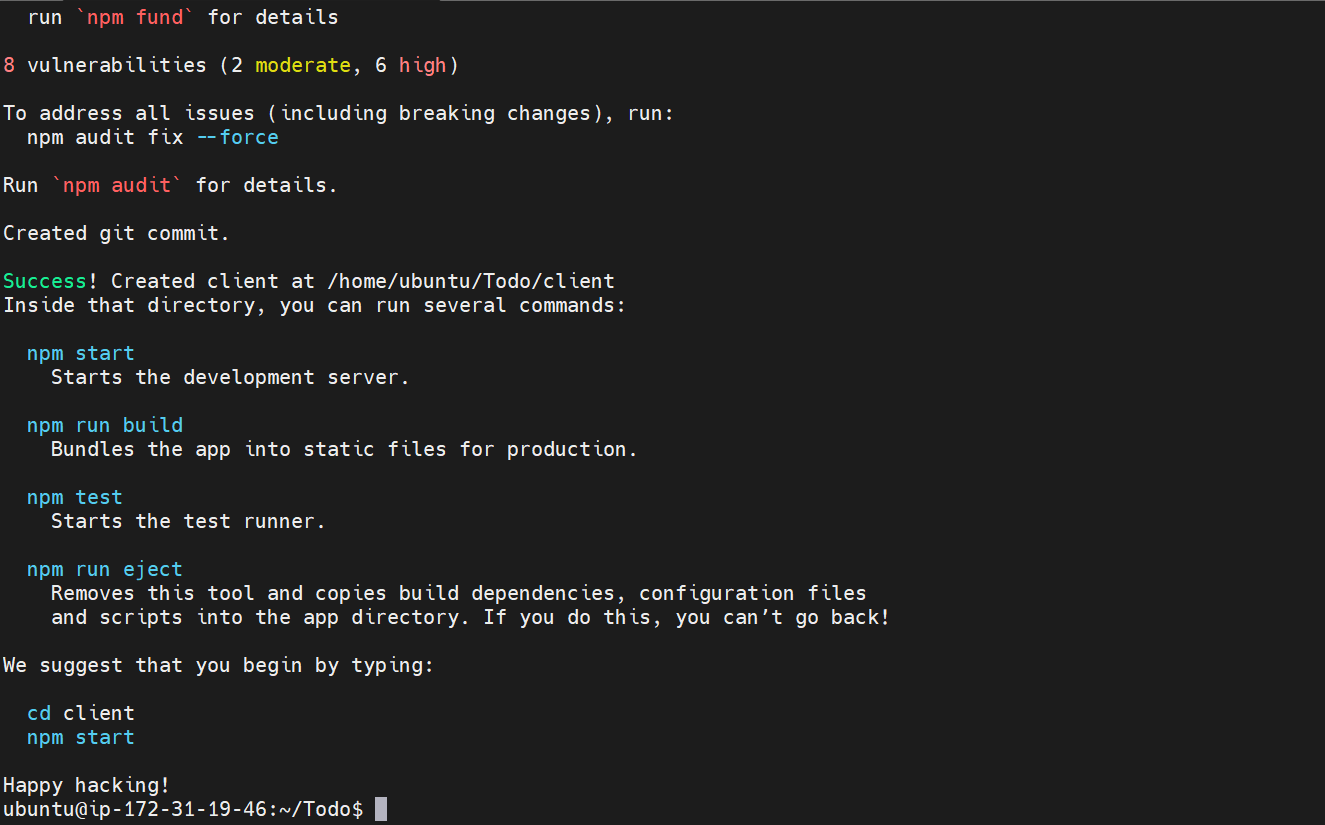 run `npm fund` for details
8 vulnerabilities (2 moderate, 6 high)
To address all issues (including breaking changes), run:
npm audit fix --force
Run `npm audit` for details.
Created git commit.
Success! Created client at /home/ubuntu/Todo/client
Inside that directory, you can run several commands:
npm start
Starts the development server.
npm run build
Bundles the app into static files for production.
npm test
Starts the test runner.
npm run eject
Removes this tool and copies build dependencies, configuration files
and scripts into the app directory. If you do this, you can’t go back!
We suggest that you begin by typing:
cd client
npm start
Happy hacking!
ubuntu@ip-172-31-19-46:~/Todo$